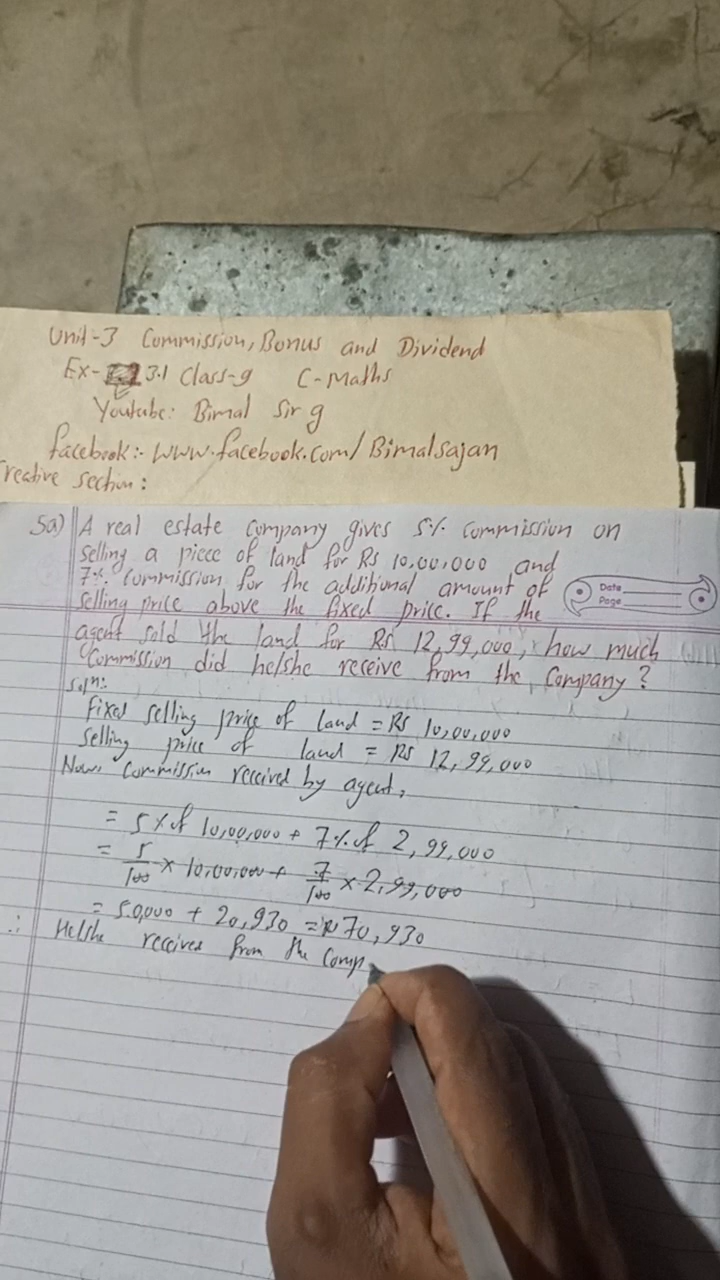 Unit-3 Commission, Bonus and Dividend
Ex- 3.1 Class-9 C-Maths
Youtube: Bimal Sir g
facebook:- www.facebook.com/Bimalsajan
Creative section:
5a) A real estate company gives 5% commission on
selling a piece of land for Rs 10,00,000 and
7% commission for the additional amount of
selling price above the fixed price. If the
agent sold the land for Rs 12,99,000, how much
commission did he/she receive from the company?
Date
Page
Solⁿ:
Fixed selling price of land = Rs 10,00,000
Selling price of land = Rs 12,99,000
Now, Commission received by agent,
= 5% of 10,00,000 + 7% of 2,99,000
= 5/100 × 10,00,000 + 7/100 × 2,99,000
= 50,000 + 20,930 = Rs 70,930
∴ He/she received from the comp